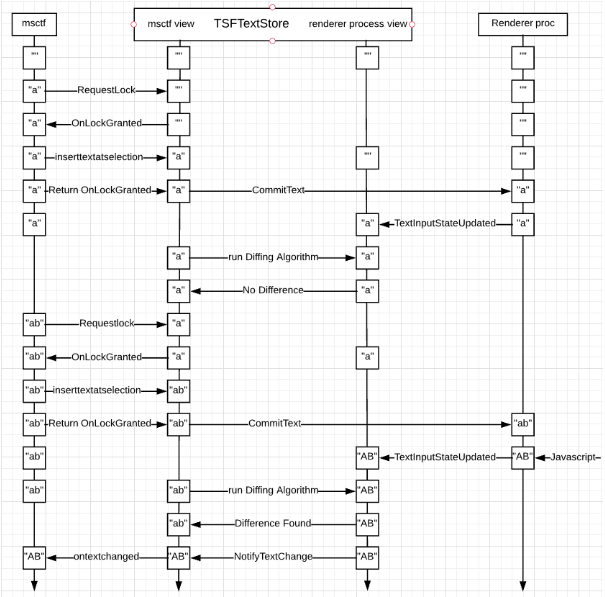 msctf
msctf view TSFTextStore renderer process view
Renderer proc
"" "" "" ""
"a" RequestLock "" ""
"a" OnLockGranted "" ""
"a" inserttextatselection "a" "" ""
"a" Return OnLockGranted "a" CommitText "a"
"a" "a" TextInputStateUpdated "a"
"a" run Diffing Algorithm "a"
"a" No Difference "a"
"ab" Requestlock "a"
"ab" OnLockGranted "a" "a"
"ab" inserttextatselection "ab"
"ab" Return OnLockGranted "ab" CommitText "ab"
"ab" "AB" TextInputStateUpdated "AB" Javascript
"ab" "ab" run Diffing Algorithm "AB"
"ab" Difference Found "AB"
"AB" ontextchanged "AB" NotifyTextChange "AB"